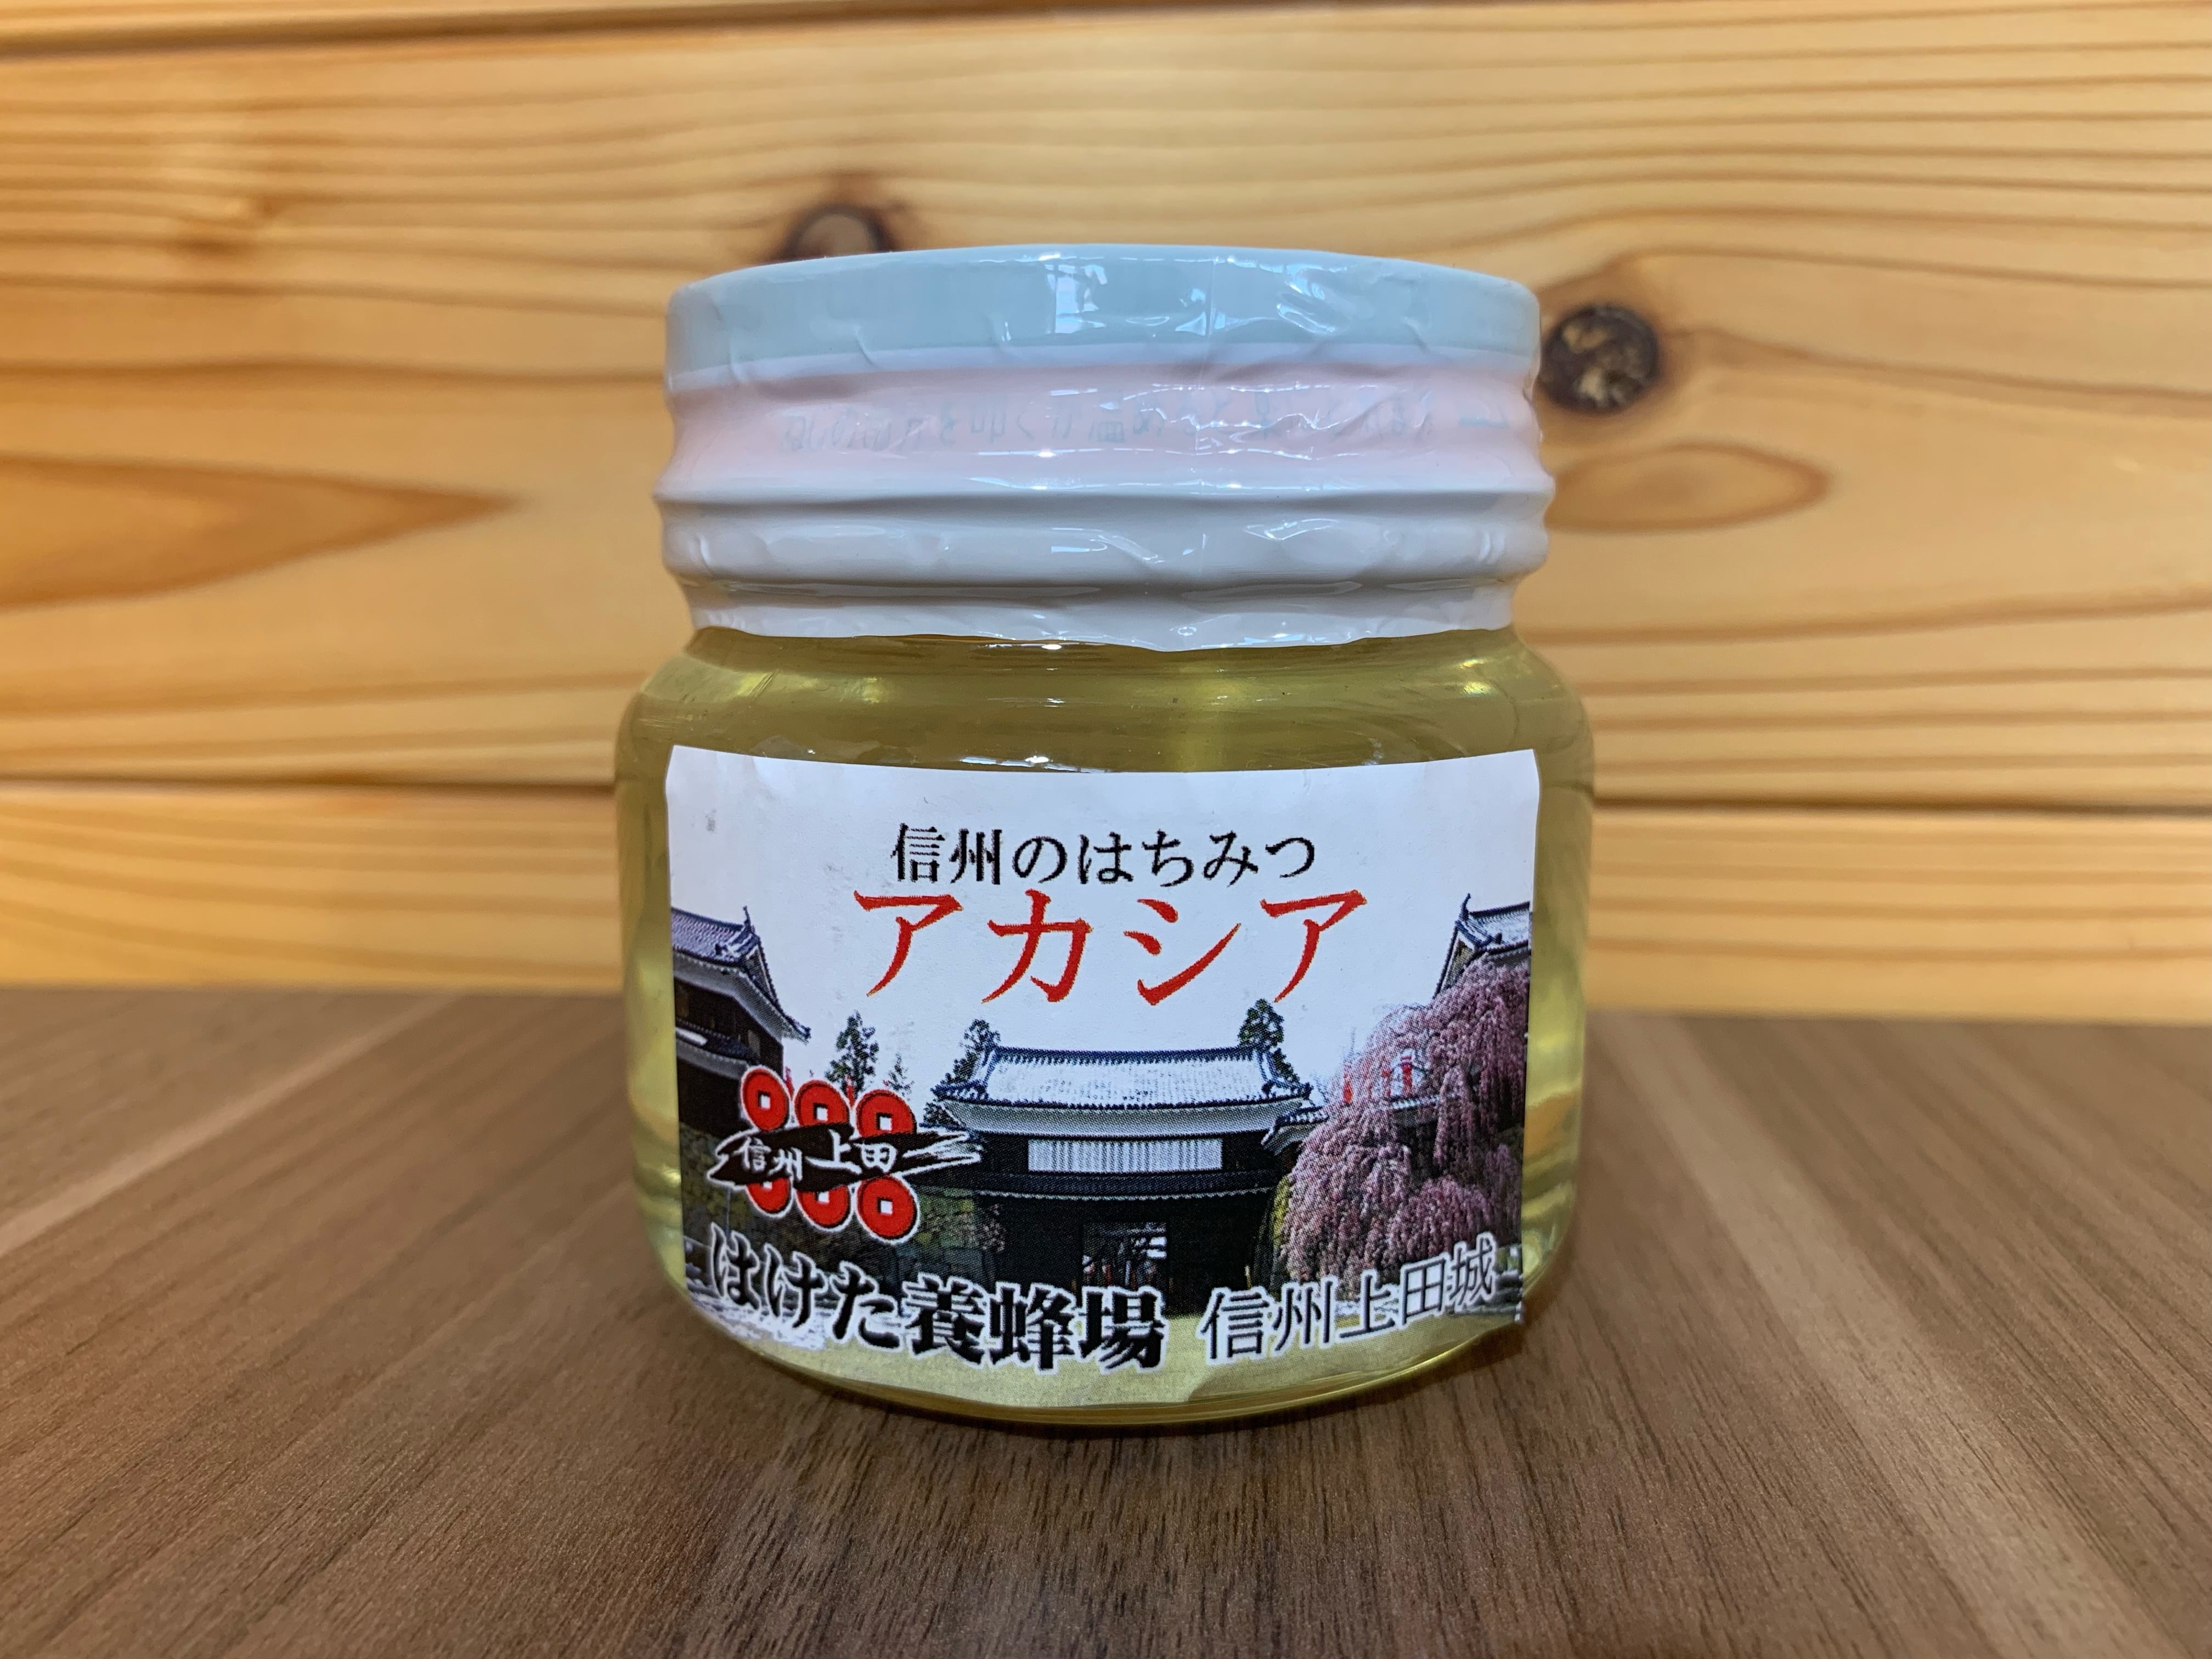 信州のはちみつ
アカシア
信州上田
はけた養蜂場
信州上田城